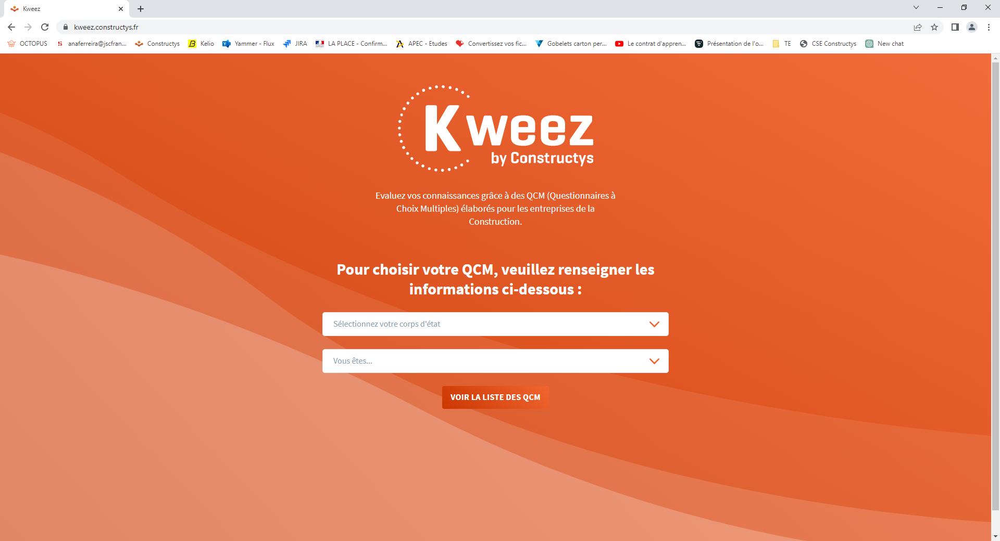 Kweez
kweez.constructys.fr
OCTOPUS
anaferreira@jscfran...
Constructys
Kelio
Yammer - Flux
JIRA
LA PLACE - Confirm...
APEC - Etudes
Convertissez vos fic...
Gobelets carton per...
Le contrat d'appren...
Présentation de l'o...
TE
CSE Constructys
New chat
Kweez
by Constructys
Evaluez vos connaissances grâce à des QCM (Questionnaires à
Choix Multiples) élaborés pour les entreprises de la
Construction.
Pour choisir votre QCM, veuillez renseigner les
informations ci-dessous :
Sélectionnez votre corps d'état
Vous êtes...
VOIR LA LISTE DES QCM